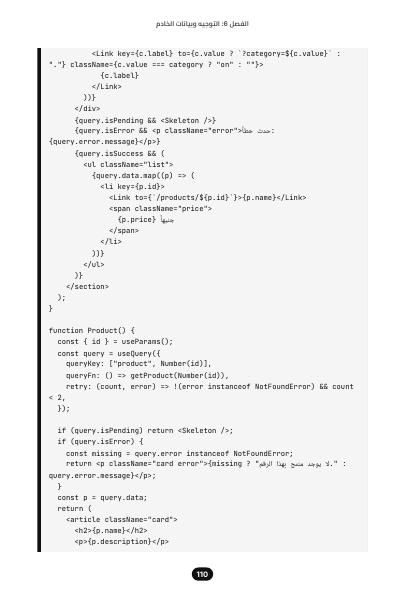 الفصل 6: التوجيه وبيانات الخادم
<Link key={c.label} to={c.value ? `?category=${c.value}` :
"."} className={c.value === category ? "on" : ""}>
{c.label}
</Link>
))}
</div>
{query.isPending && <Skeleton />}
{query.isError && <p className="error">حدث خطأ:
{query.error.message}</p>}
{query.isSuccess && (
<ul className="list">
{query.data.map((p) => (
<li key={p.id}>
<Link to={`/products/${p.id}`}>{p.name}</Link>
<span className="price">
{p.price} جنيهاً
</span>
</li>
))}
</ul>
)}
</section>
);
}
function Product() {
const { id } = useParams();
const query = useQuery({
queryKey: ["product", Number(id)],
queryFn: () => getProduct(Number(id)),
retry: (count, error) => !(error instanceof NotFoundError) && count
< 2,
});
if (query.isPending) return <Skeleton />;
if (query.isError) {
const missing = query.error instanceof NotFoundError;
return <p className="card error">{missing ? "لا يوجد منتج بهذا الرقم." :
query.error.message}</p>;
}
const p = query.data;
return (
<article className="card">
<h2>{p.name}</h2>
<p>{p.description}</p>
110